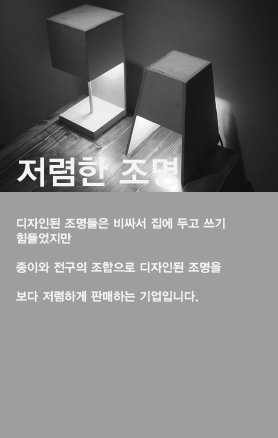 저렴한 조명
디자인된 조명들은 비싸서 집에 두고 쓰기
힘들었지만
종이와 전구의 조합으로 디자인된 조명을
보다 저렴하게 판매하는 기업입니다.